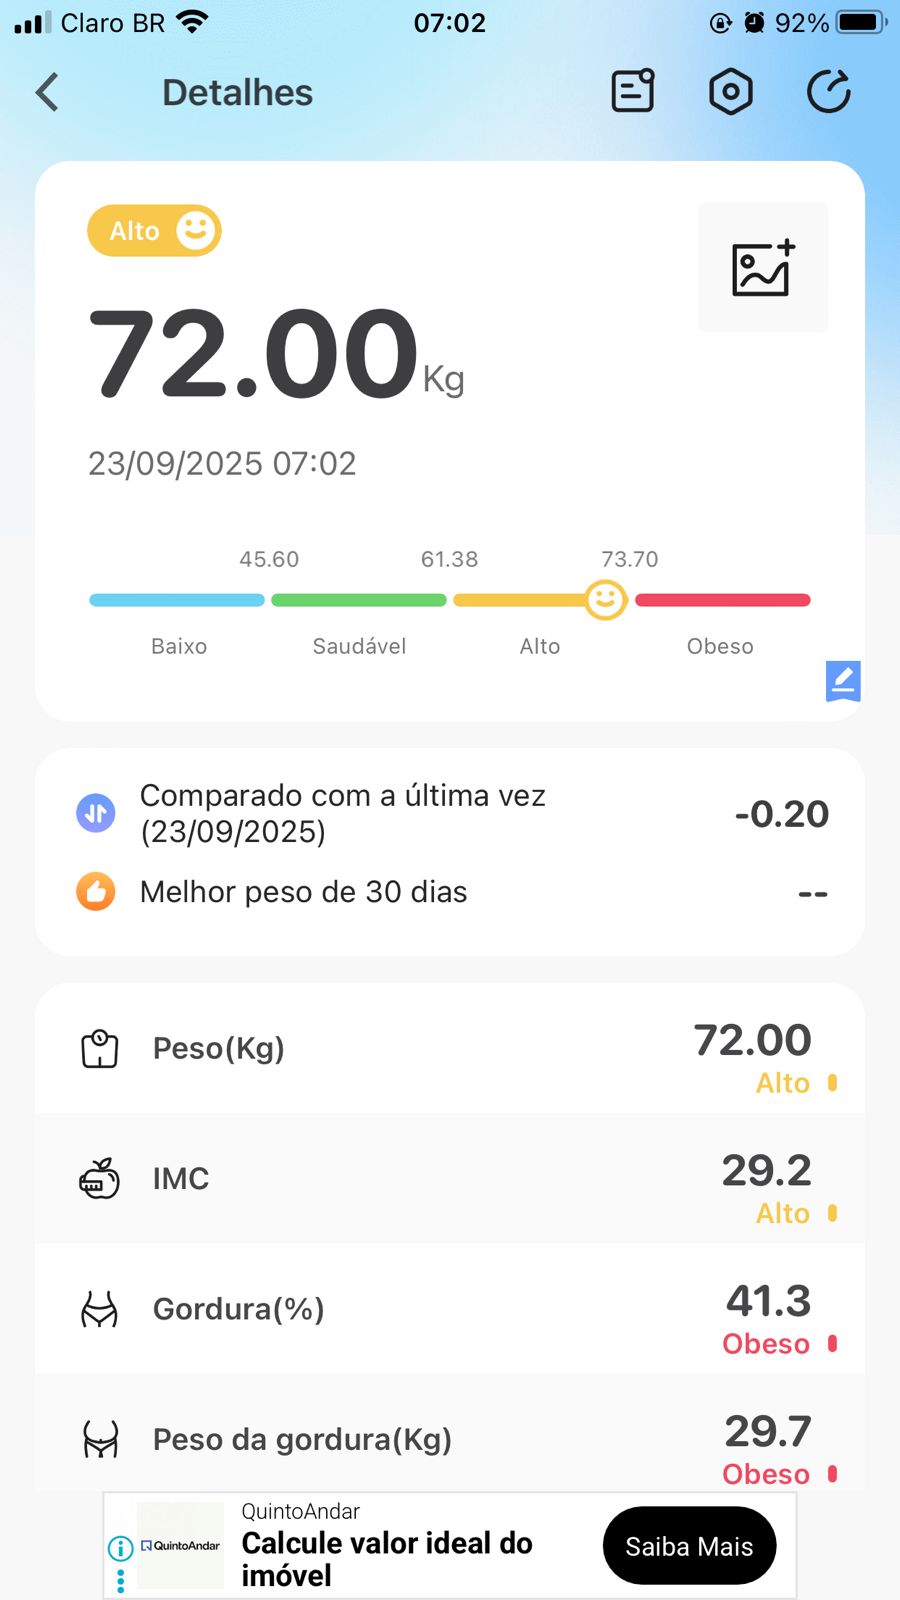 Claro BR 07:02 92%
Detalhes
Alto
72.00 Kg
23/09/2025 07:02
45.60 61.38 73.70
Baixo Saudável Alto Obeso
Comparado com a última vez
(23/09/2025)
-0.20
Melhor peso de 30 dias --
Peso(Kg) 72.00
Alto
IMC 29.2
Alto
Gordura(%) 41.3
Obeso
Peso da gordura(Kg) 29.7
Obeso
QuintoAndar
QuintoAndar
Calcule valor ideal do
imóvel
Saiba Mais